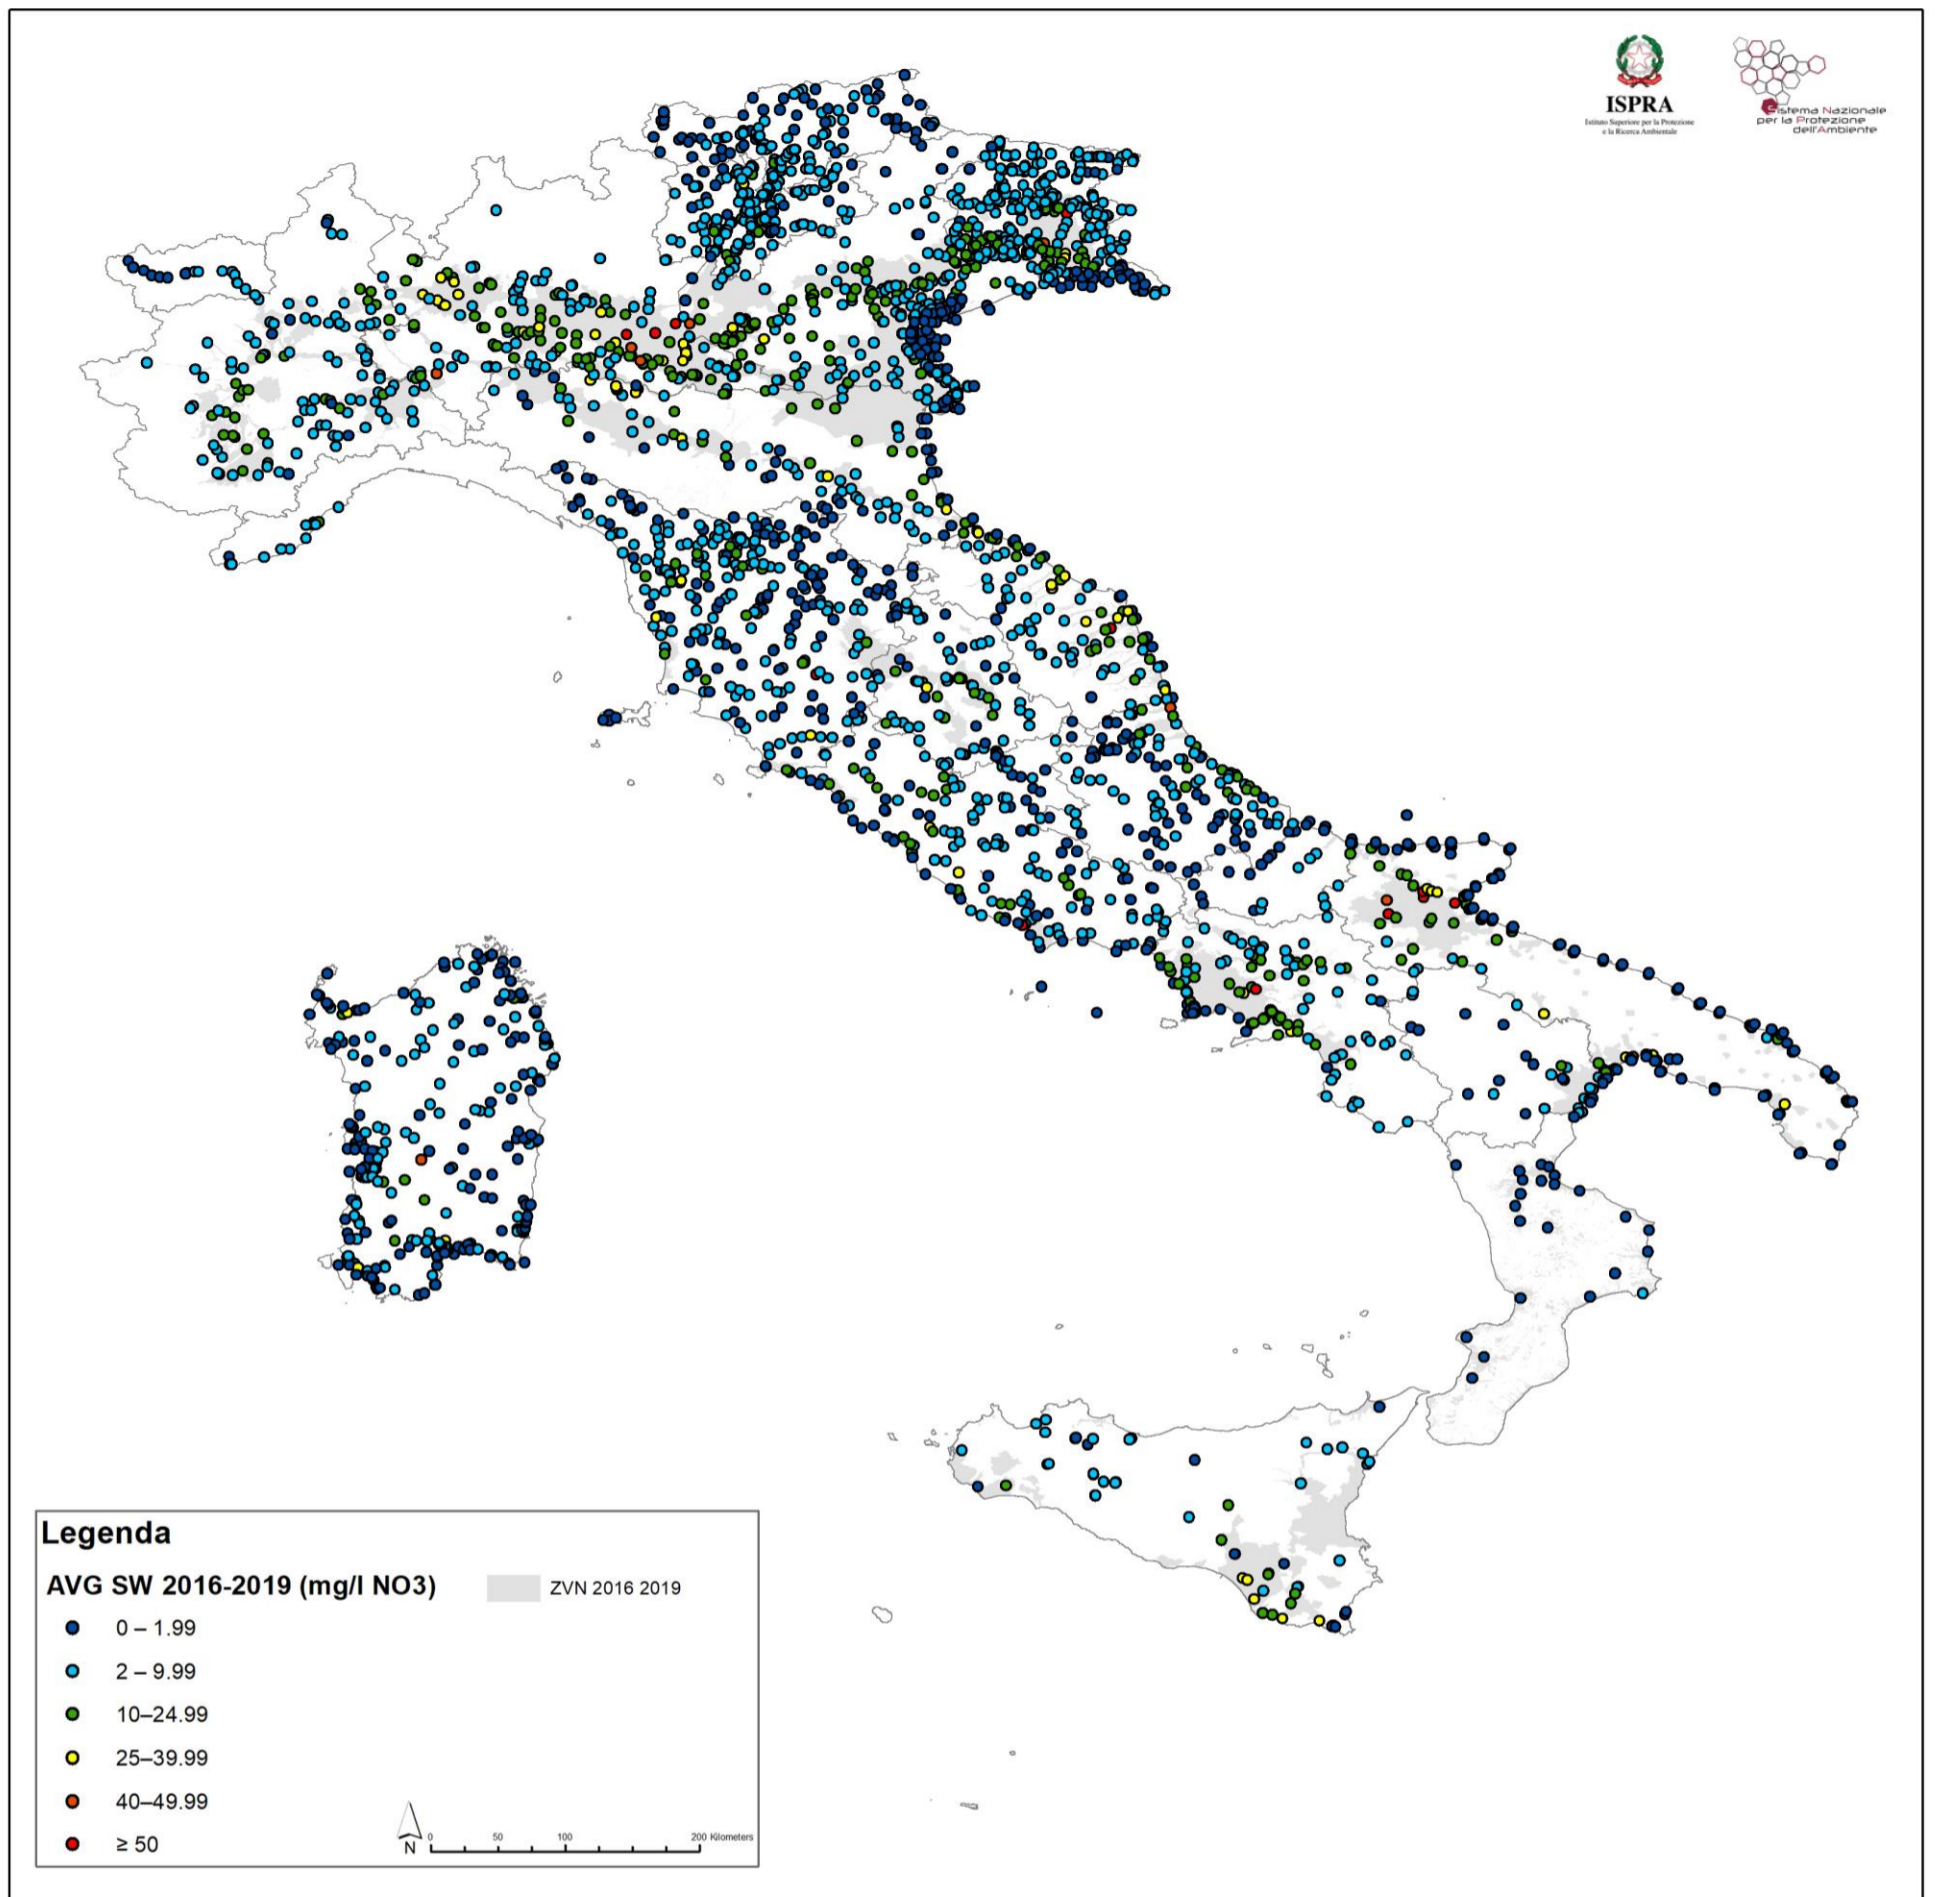 ISPRA
Istituto Superiore per la Protezione
e la Ricerca Ambientale
Sistema Nazionale
per la Protezione
dell'Ambiente
Legenda
AVG SW 2016-2019 (mg/l NO3)
ZVN 2016 2019
0 – 1.99
2 – 9.99
10–24.99
25–39.99
40–49.99
≥ 50
N
0 50 100 200 Kilometers